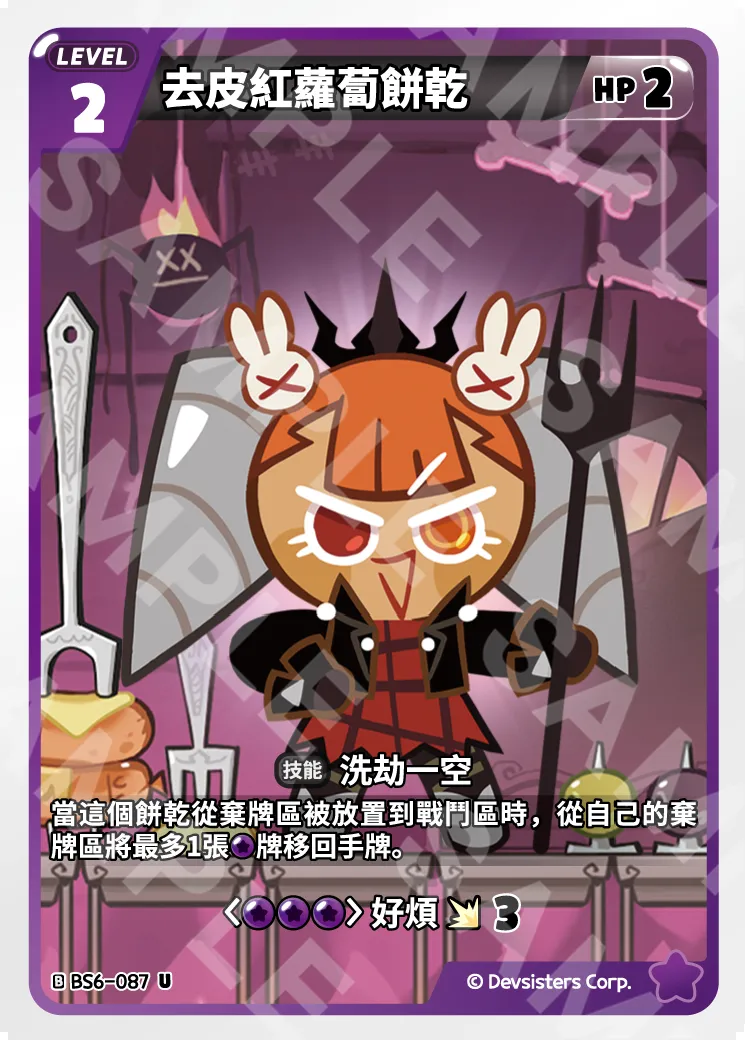 LEVEL
2
去皮紅蘿蔔餅乾
HP 2
SAMPLE
技能 洗劫一空
當這個餅乾從棄牌區被放置到戰鬥區時，從自己的棄
牌區將最多1張牌移回手牌。
〈〉好煩 3
B BS6-087 U
© Devsisters Corp.